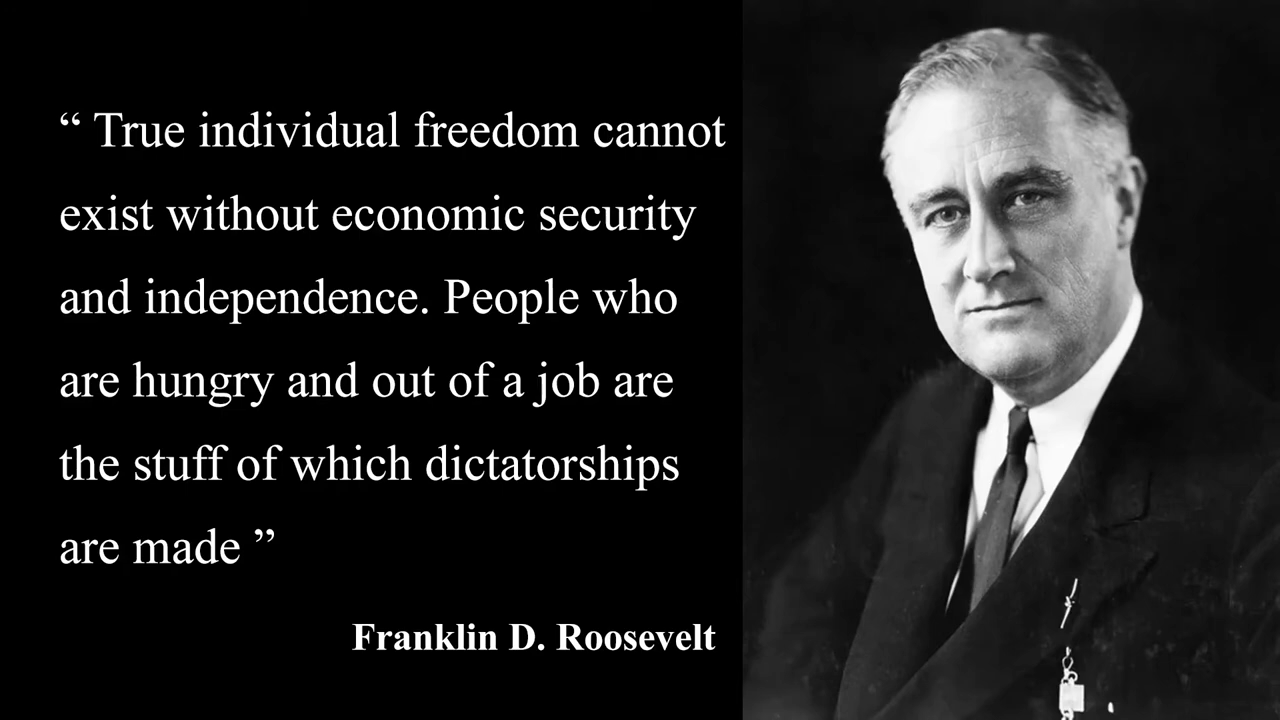 “ True individual freedom cannot
exist without economic security
and independence. People who
are hungry and out of a job are
the stuff of which dictatorships
are made ”
Franklin D. Roosevelt